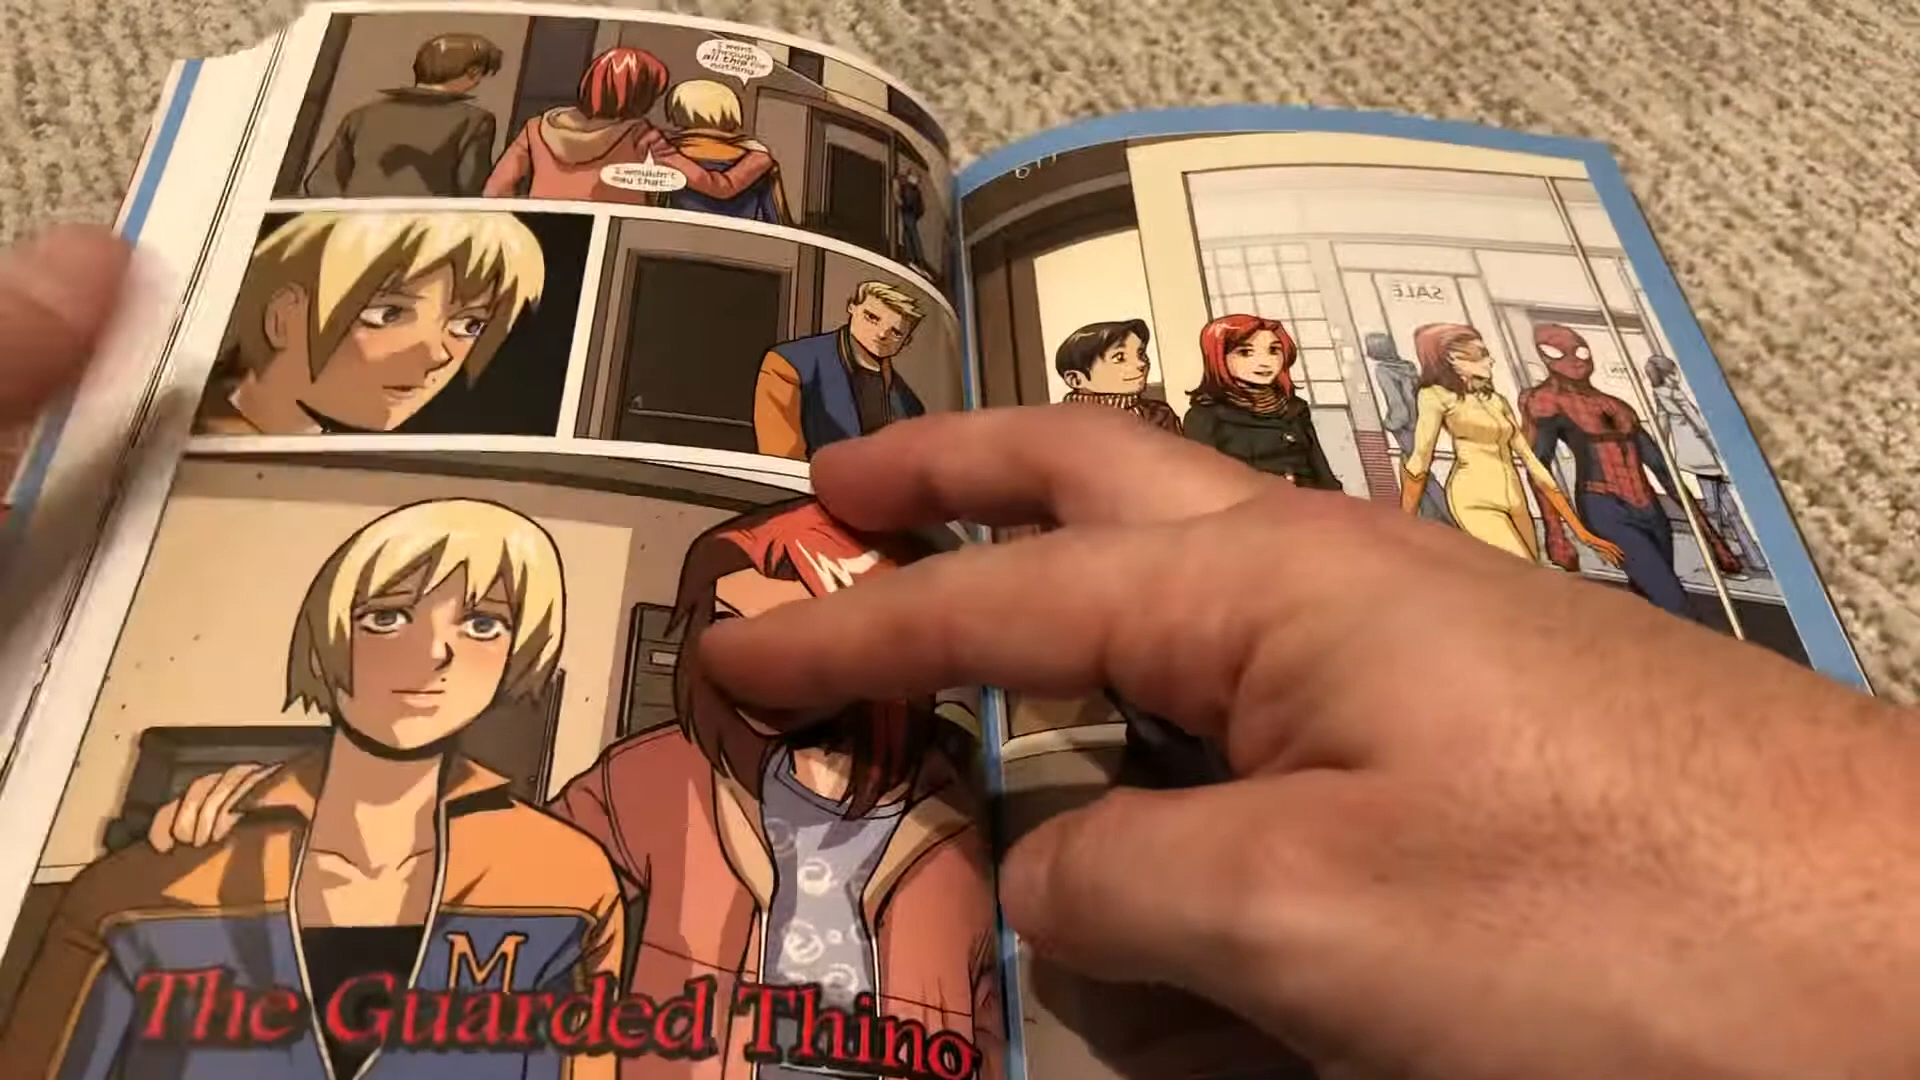 I went
through
all this for
nothing.
I wouldn't
say that...
SALE
M
The Guarded Thing